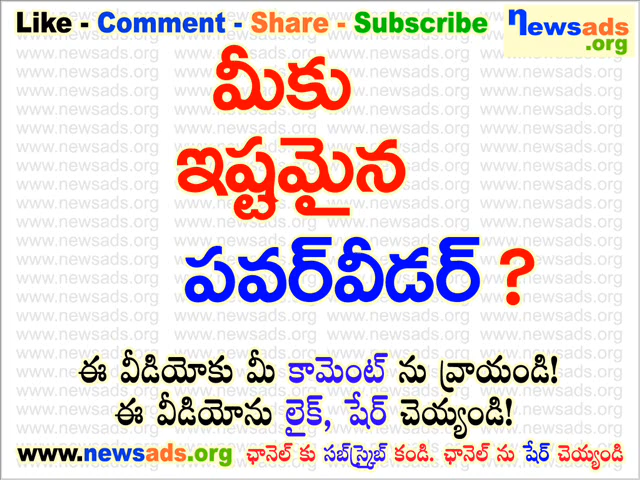 Like - Comment - Share - Subscribe
newsads
.org
మీకు
ఇష్టమైన
పవర్‌వీడర్ ?
ఈ వీడియోకు మీ కామెంట్ ను వ్రాయండి!
ఈ వీడియోను లైక్, షేర్ చెయ్యండి!
www.newsads.org ఛానెల్ కు సబ్‌స్క్రైబ్ కండి. ఛానెల్ ను షేర్ చెయ్యండి